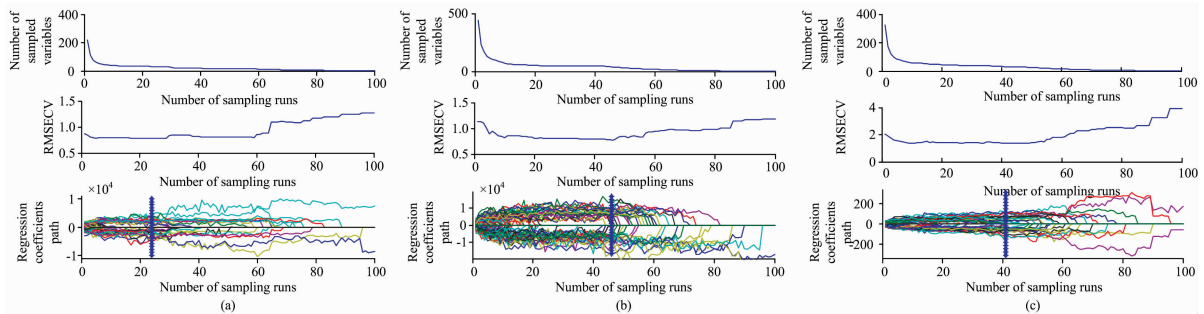 Number of
sampled
variables
400
200
0
0 20 40 60 80 100
Number of sampling runs
RMSECV
1.5
1.0
0.5
0 20 40 60 80 100
Number of sampling runs
×10⁴
Regression
coefficients
path
1
0
-1
0 20 40 60 80 100
Number of sampling runs
(a)
Number of
sampled
variables
500
0
0 20 40 60 80 100
Number of sampling runs
RMSECV
1.5
1.0
0.5
0 20 40 60 80 100
Number of sampling runs
×10⁴
Regression
coefficients
path
1
0
-1
0 20 40 60 80 100
Number of sampling runs
(b)
Number of
sampled
variables
400
200
0
0 20 40 60 80 100
Number of sampling runs
RMSECV
4
2
0
0 20 40 60 80 100
Number of sampling runs
Regression
coefficients
path
200
0
-200
0 20 40 60 80 100
Number of sampling runs
(c)